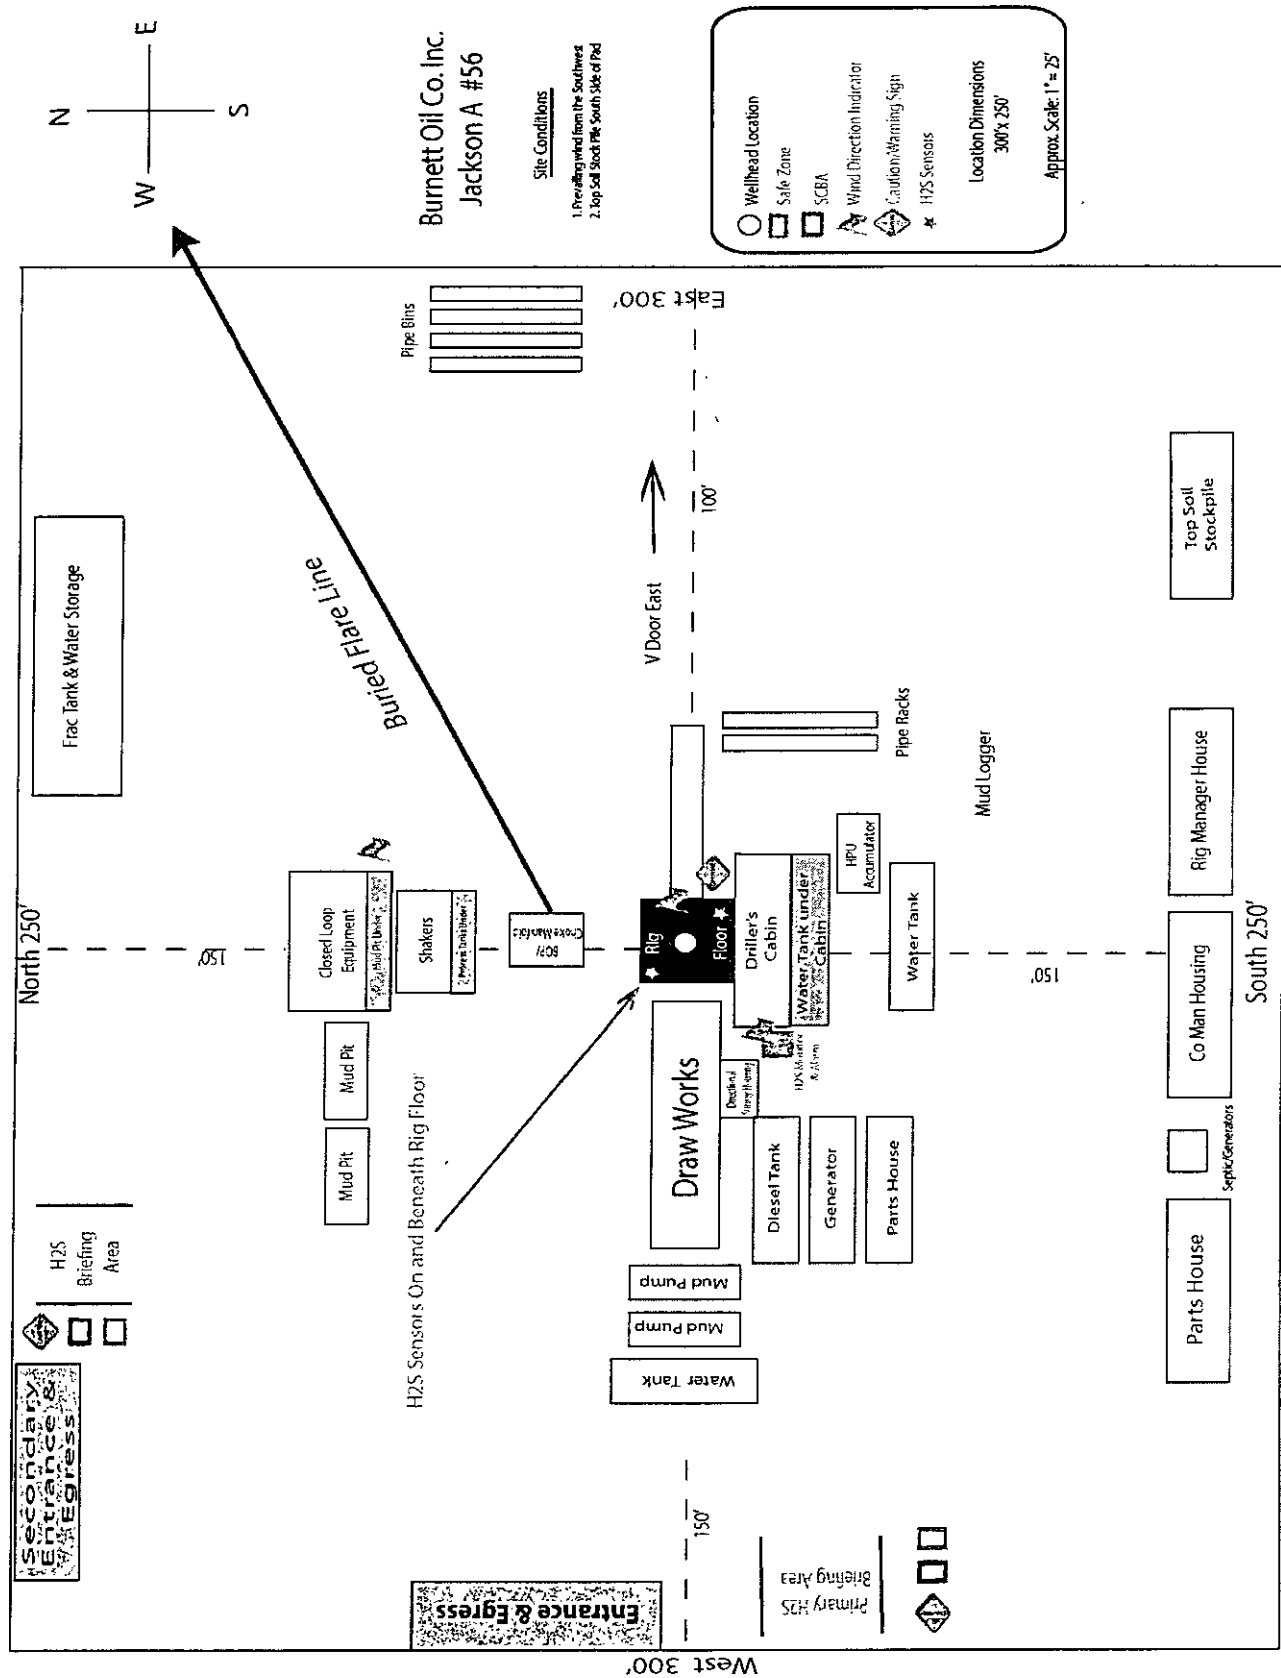 N
W
E
S
Burnett Oil Co. Inc.
Jackson A #56
Site Conditions
1. Prevailing wind from the Southwest
2. Top Soil Stock Pile South Side of Pad
Wellhead Location
Safe Zone
SCBA
Wind Direction Indicator
Caution/Warning Sign
H2S Sensors
Location Dimensions
300'x 250'
Approx. Scale: 1" = 25'
North 250'
Secondary
Entrance &
Egress
H2S
Briefing
Area
Frac Tank & Water Storage
150'
Closed Loop
Equipment
Mud Pit Under
Mud Pit
Mud Pit
Shakers
Buried Flare Line
Pipe Bins
BOP/
Choke Manifold
H2S Sensors On and Beneath Rig Floor
Entrance & Egress
West 300'
150'
Water Tank
Mud Pump
Mud Pump
Draw Works
Rig
Floor
V Door East
100'
East 300'
Driller's
Cabin
Water Tank under
Cabin
Directional
H2S Monitor
& Alarm
Diesel Tank
Generator
Parts House
HPU
Accumulator
Water Tank
Pipe Racks
Mud Logger
Primary H2S
Briefing Area
150'
Parts House
Septic/Generators
Co Man Housing
Rig Manager House
Top Soil
Stockpile
South 250'